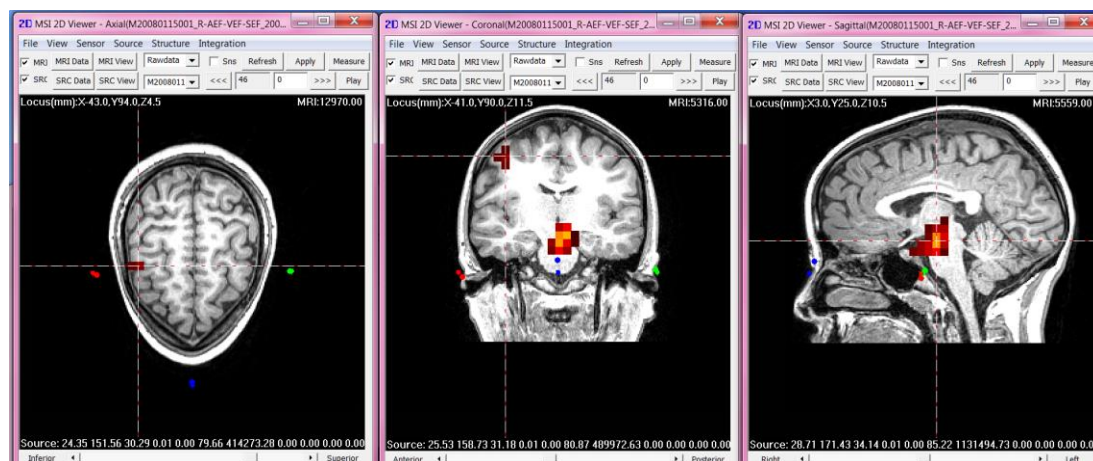 MSI 2D Viewer - Axial(M20080115001_R-AEF-VEF-SEF_200...
File View Sensor Source Structure Integration
MRI MRI Data MRI View Rawdata Sns Refresh Apply Measure
SRC SRC Data SRC View M2008011 <<< 46 0 >>> Play
Locus(mm):X-43.0,Y94.0,Z4.5 MRI:12970.00
Source: 24.35 151.56 30.29 0.01 0.00 79.66 414273.28 0.00 0.00 0.00 0.00
Inferior Superior
MSI 2D Viewer - Coronal(M20080115001_R-AEF-VEF-SEF_2...
File View Sensor Source Structure Integration
MRI MRI Data MRI View Rawdata Sns Refresh Apply Measure
SRC SRC Data SRC View M2008011 <<< 46 0 >>> Play
Locus(mm):X-41.0,Y90.0,Z11.5 MRI:5316.00
Source: 25.53 158.73 31.18 0.01 0.00 80.87 489972.63 0.00 0.00 0.00 0.00
Anterior Posterior
MSI 2D Viewer - Sagittal(M20080115001_R-AEF-VEF-SEF_2...
File View Sensor Source Structure Integration
MRI MRI Data MRI View Rawdata Sns Refresh Apply Measure
SRC SRC Data SRC View M2008011 <<< 46 0 >>> Play
Locus(mm):X3.0,Y25.0,Z10.5 MRI:5559.00
Source: 28.71 171.43 34.14 0.01 0.00 85.22 1131494.73 0.00 0.00 0.00 0.00
Right Left